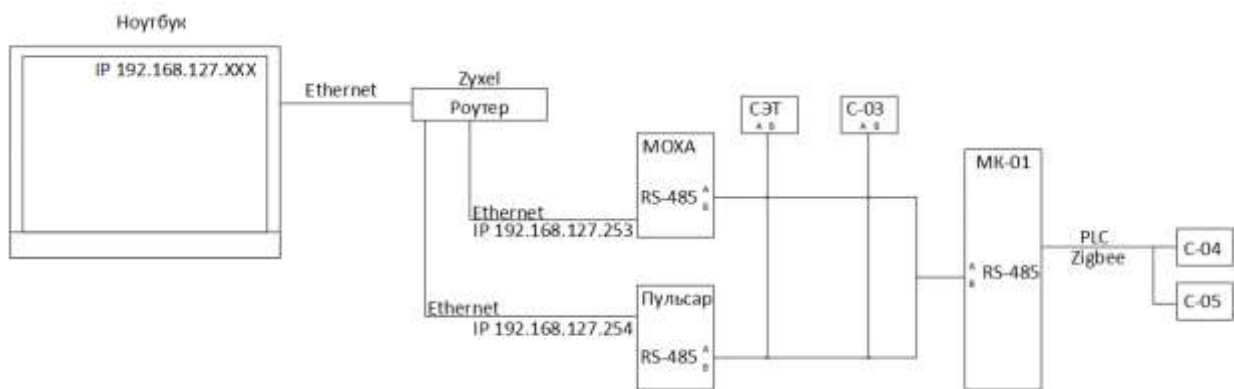 Ноутбук
IP 192.168.127.XXX
Ethernet
Zyxel
Роутер
СЭТ
А В
С-03
А В
МОХА
RS-485
А
В
Ethernet
IP 192.168.127.253
МК-01
А
В
RS-485
PLC
Zigbee
С-04
С-05
Пульсар
Ethernet
IP 192.168.127.254
RS-485
А
В